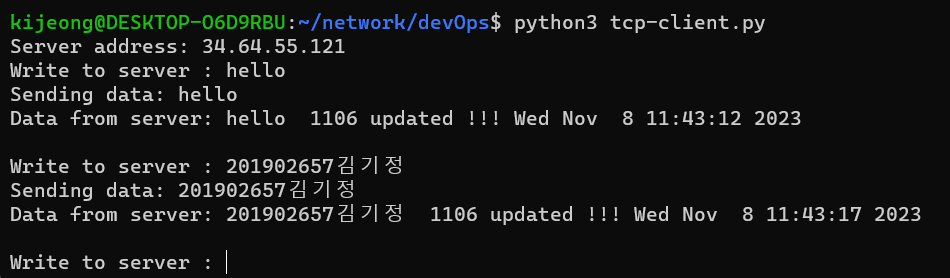 kijeong@DESKTOP-O6D9RBU:~/network/devOps$ python3 tcp-client.py
Server address: 34.64.55.121
Write to server : hello
Sending data: hello
Data from server: hello  1106 updated !!! Wed Nov  8 11:43:12 2023
Write to server : 201902657김기정
Sending data: 201902657김기정
Data from server: 201902657김기정  1106 updated !!! Wed Nov  8 11:43:17 2023
Write to server :